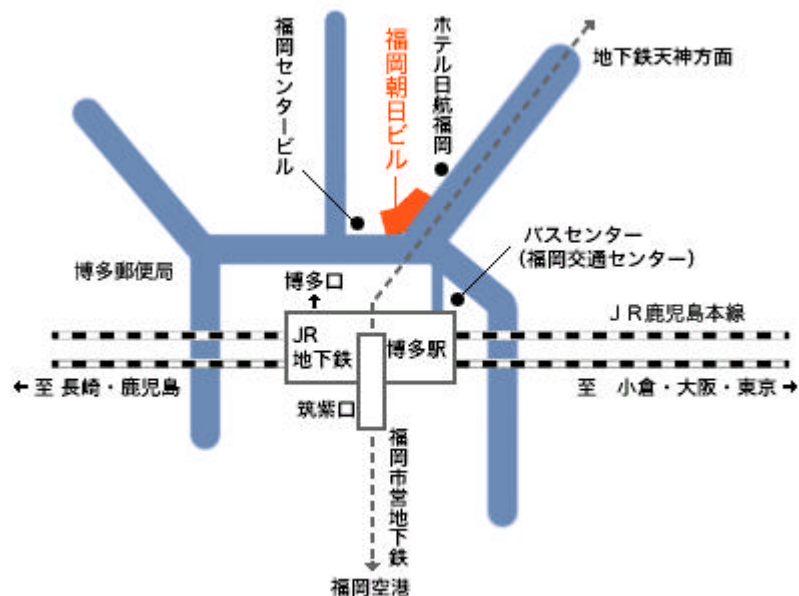 福岡センタービル
福岡朝日ビル
ホテル日航福岡
地下鉄天神方面
博多郵便局
博多口
バスセンター
(福岡交通センター)
JR鹿児島本線
JR
地下鉄
博多駅
至 長崎・鹿児島
至 小倉・大阪・東京
筑紫口
福岡市営地下鉄
福岡空港